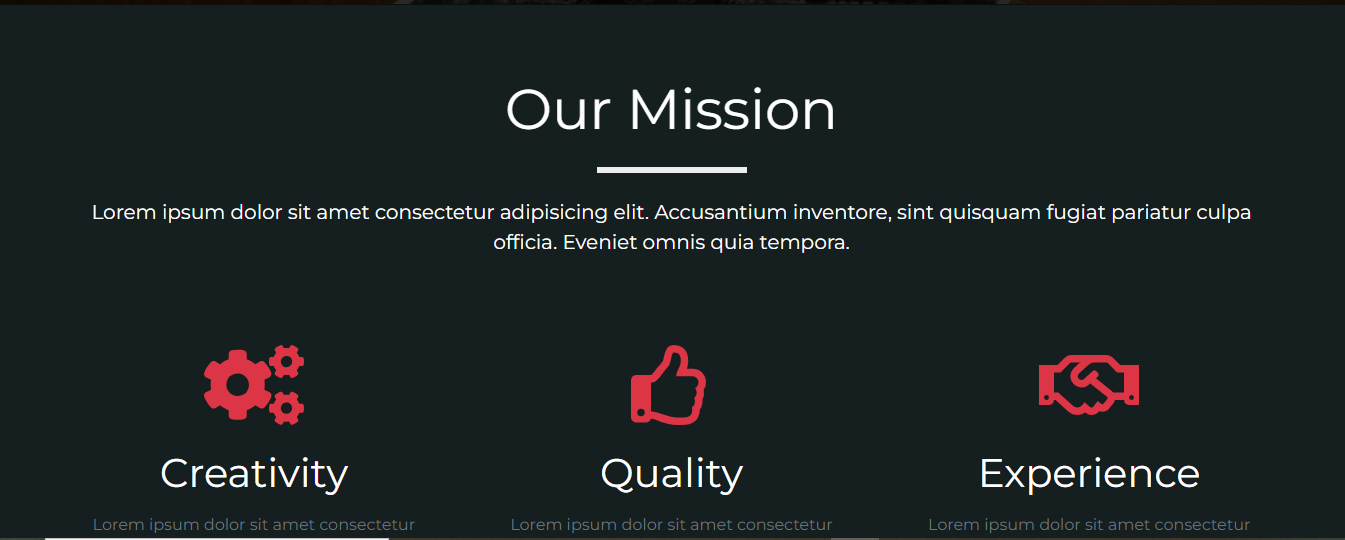 Our Mission
Lorem ipsum dolor sit amet consectetur adipisicing elit. Accusantium inventore, sint quisquam fugiat pariatur culpa
officia. Eveniet omnis quia tempora.
Creativity
Quality
Experience
Lorem ipsum dolor sit amet consectetur
Lorem ipsum dolor sit amet consectetur
Lorem ipsum dolor sit amet consectetur